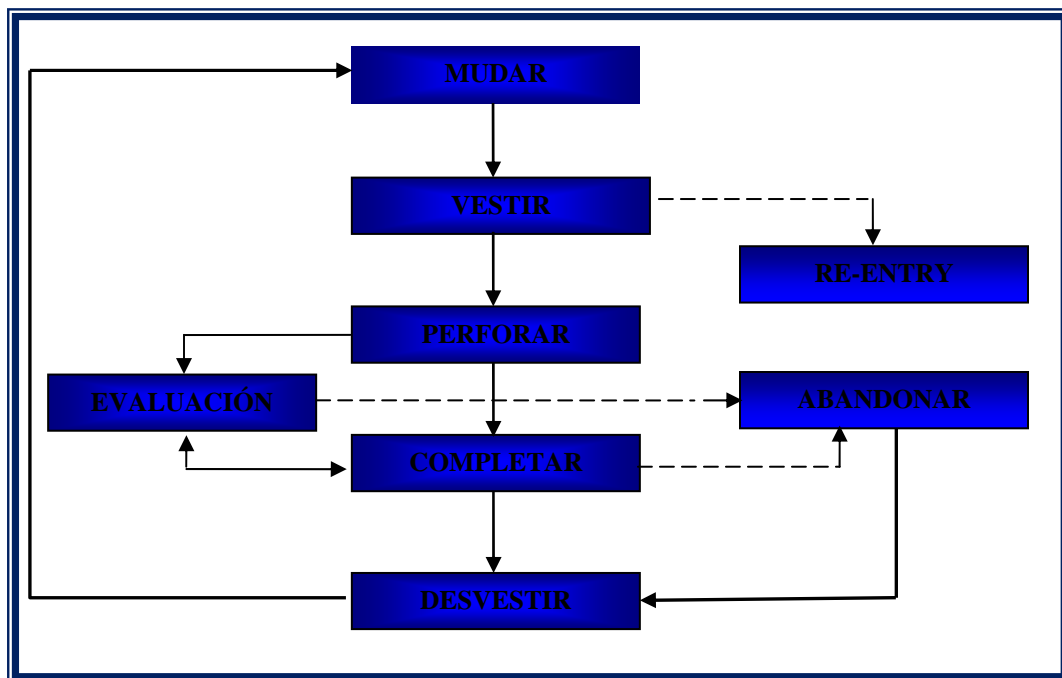 MUDAR
VESTIR
RE-ENTRY
PERFORAR
EVALUACIÓN
ABANDONAR
COMPLETAR
DESVESTIR